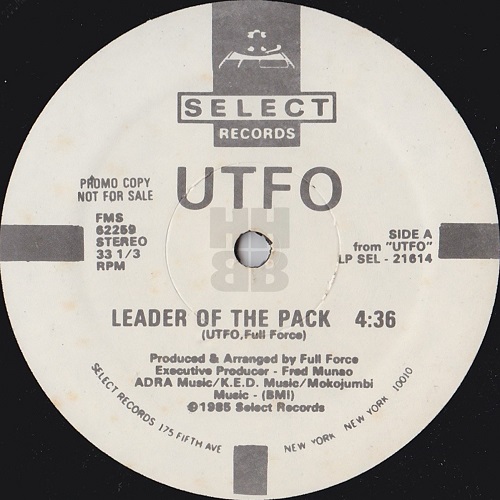 SELECT
RECORDS
UTFO
PROMO COPY
NOT FOR SALE
FMS
62259
STEREO
33 1/3
RPM
SIDE A
from "UTFO"
LP SEL - 21614
HH
BB
LEADER OF THE PACK 4:36
(UTFO,Full Force)
Produced & Arranged by Full Force
Executive Producer - Fred Munao
ADRA Music/K.E.D. Music/Mokojumbi
Music - (BMI)
©1985 Select Records
SELECT RECORDS 175 FIFTH AVE NEW YORK NEW YORK 10010